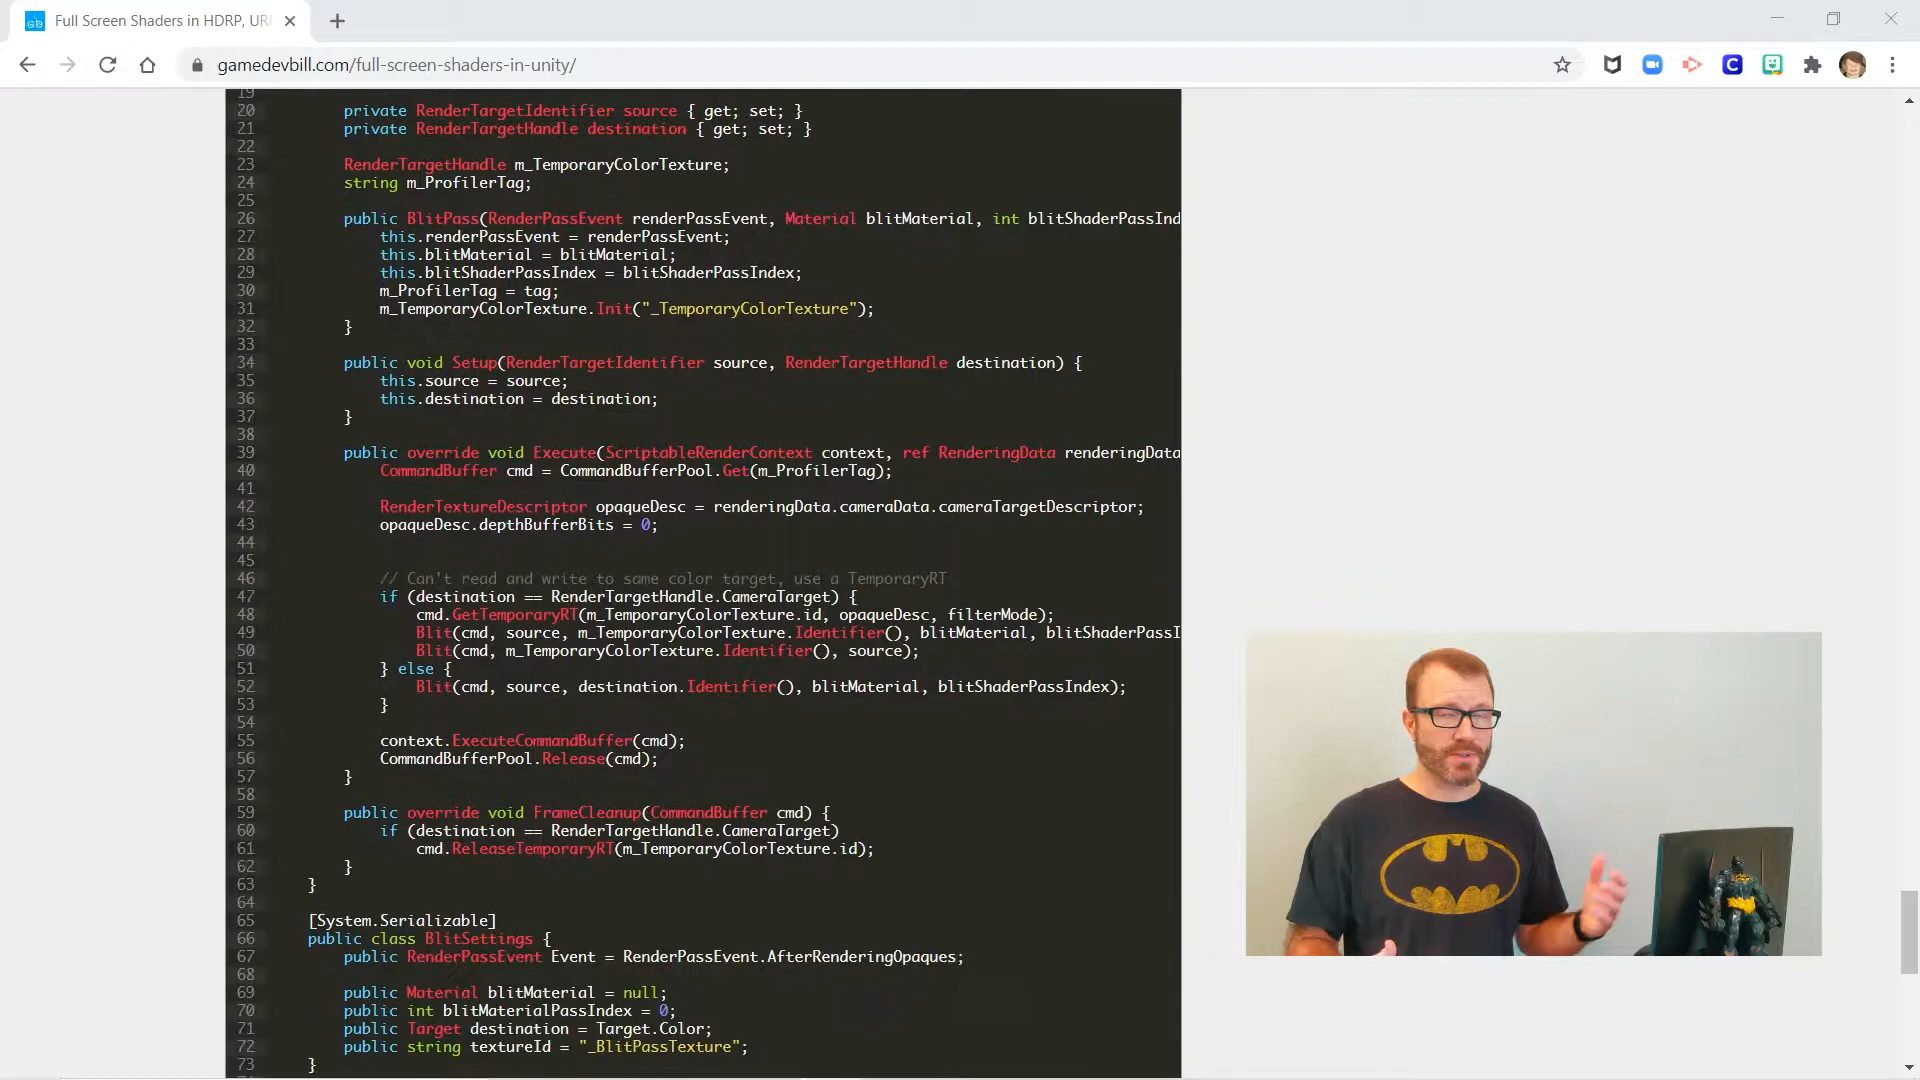 Full Screen Shaders in HDRP, URI
gamedevbill.com/full-screen-shaders-in-unity/
19
20 private RenderTargetIdentifier source { get; set; }
21 private RenderTargetHandle destination { get; set; }
22
23 RenderTargetHandle m_TemporaryColorTexture;
24 string m_ProfilerTag;
25
26 public BlitPass(RenderPassEvent renderPassEvent, Material blitMaterial, int blitShaderPassInd
27 this.renderPassEvent = renderPassEvent;
28 this.blitMaterial = blitMaterial;
29 this.blitShaderPassIndex = blitShaderPassIndex;
30 m_ProfilerTag = tag;
31 m_TemporaryColorTexture.Init("_TemporaryColorTexture");
32 }
33
34 public void Setup(RenderTargetIdentifier source, RenderTargetHandle destination) {
35 this.source = source;
36 this.destination = destination;
37 }
38
39 public override void Execute(ScriptableRenderContext context, ref RenderingData renderingData
40 CommandBuffer cmd = CommandBufferPool.Get(m_ProfilerTag);
41
42 RenderTextureDescriptor opaqueDesc = renderingData.cameraData.cameraTargetDescriptor;
43 opaqueDesc.depthBufferBits = 0;
44
45
46 // Can't read and write to same color target, use a TemporaryRT
47 if (destination == RenderTargetHandle.CameraTarget) {
48 cmd.GetTemporaryRT(m_TemporaryColorTexture.id, opaqueDesc, filterMode);
49 Blit(cmd, source, m_TemporaryColorTexture.Identifier(), blitMaterial, blitShaderPassI
50 Blit(cmd, m_TemporaryColorTexture.Identifier(), source);
51 } else {
52 Blit(cmd, source, destination.Identifier(), blitMaterial, blitShaderPassIndex);
53 }
54
55 context.ExecuteCommandBuffer(cmd);
56 CommandBufferPool.Release(cmd);
57 }
58
59 public override void FrameCleanup(CommandBuffer cmd) {
60 if (destination == RenderTargetHandle.CameraTarget)
61 cmd.ReleaseTemporaryRT(m_TemporaryColorTexture.id);
62 }
63 }
64
65 [System.Serializable]
66 public class BlitSettings {
67 public RenderPassEvent Event = RenderPassEvent.AfterRenderingOpaques;
68
69 public Material blitMaterial = null;
70 public int blitMaterialPassIndex = 0;
71 public Target destination = Target.Color;
72 public string textureId = "_BlitPassTexture";
73 }